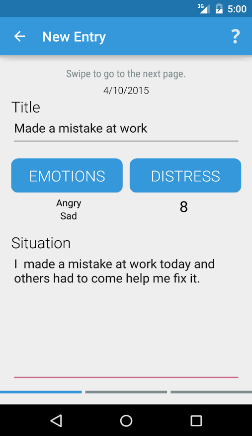 3G 5:00
New Entry ?
Swipe to go to the next page.
4/10/2015
Title
Made a mistake at work
EMOTIONS DISTRESS
Angry 8
Sad
Situation
I made a mistake at work today and
others had to come help me fix it.